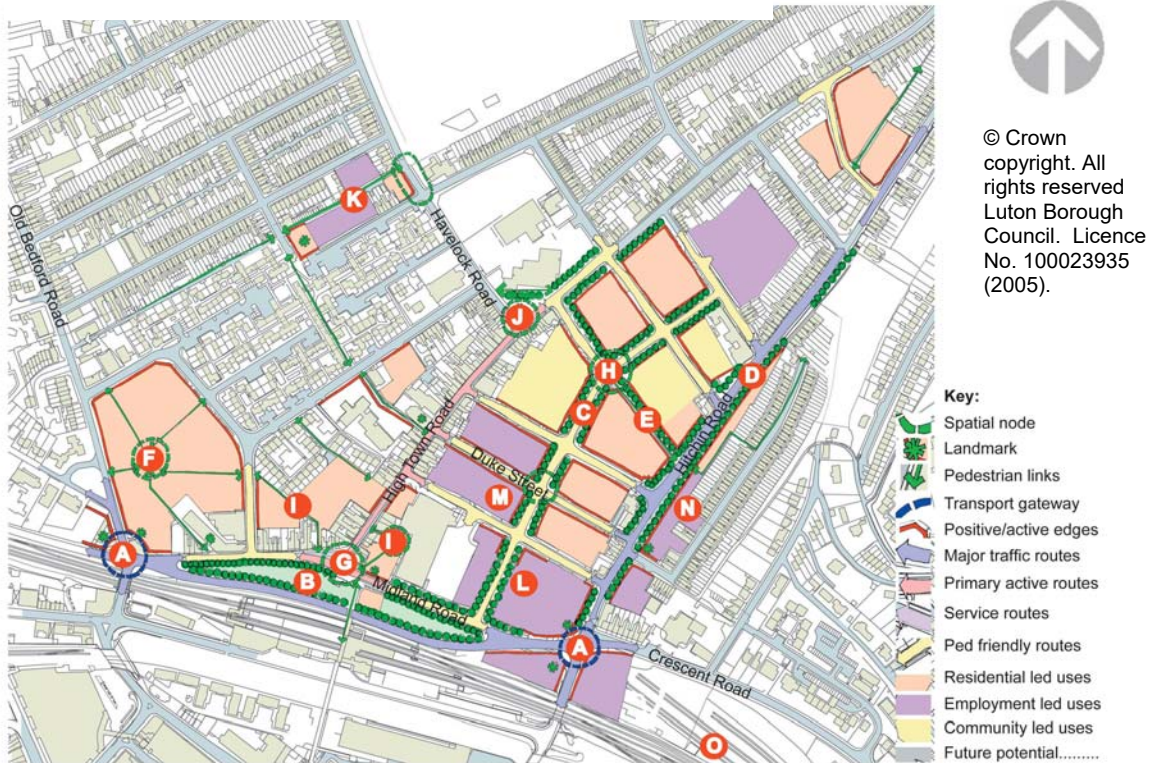 © Crown
copyright. All
rights reserved
Luton Borough
Council. Licence
No. 100023935
(2005).
K
Old Bedford Road
Havelock Road
J
H
D
C
E
F
High Town Road
Hitchin Road
Duke Street
M
N
I
I
A
G
B
Midland Road
L
A
Crescent Road
O
Key:
Spatial node
Landmark
Pedestrian links
Transport gateway
Positive/active edges
Major traffic routes
Primary active routes
Service routes
Ped friendly routes
Residential led uses
Employment led uses
Community led uses
Future potential.........